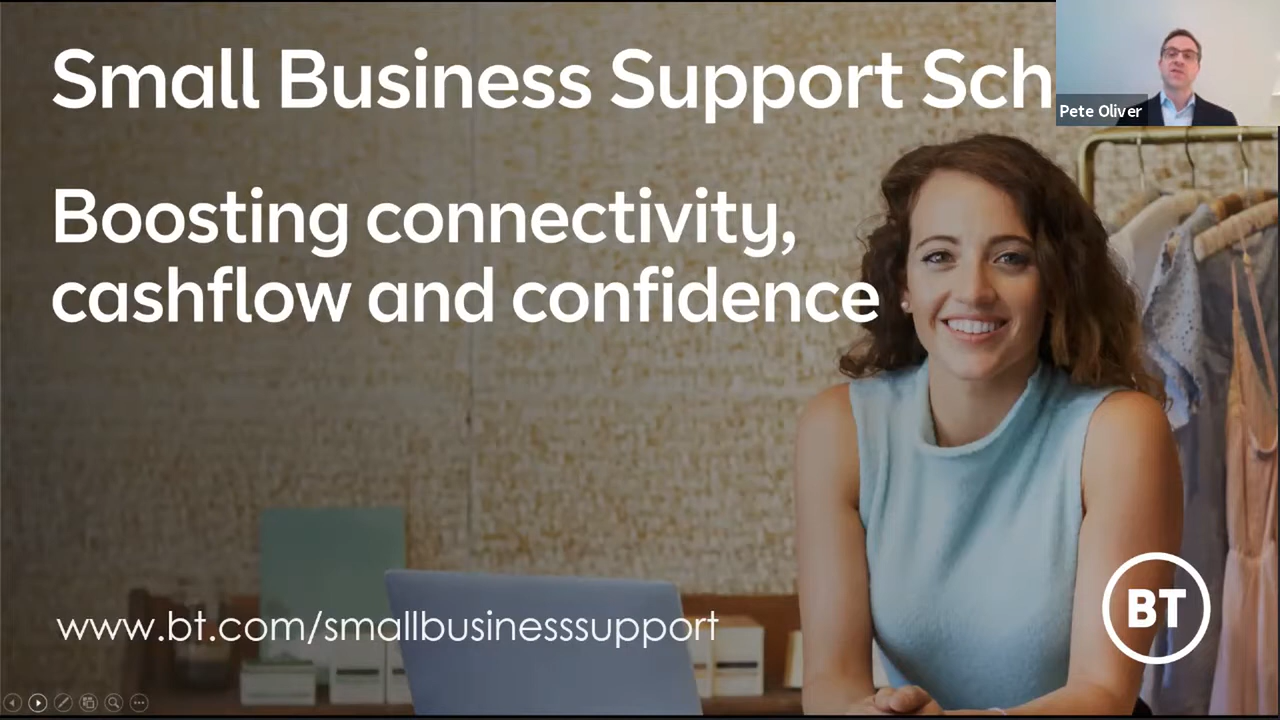 Small Business Support Sch
Pete Oliver
Boosting connectivity,
cashflow and confidence
www.bt.com/smallbusinesssupport
BT